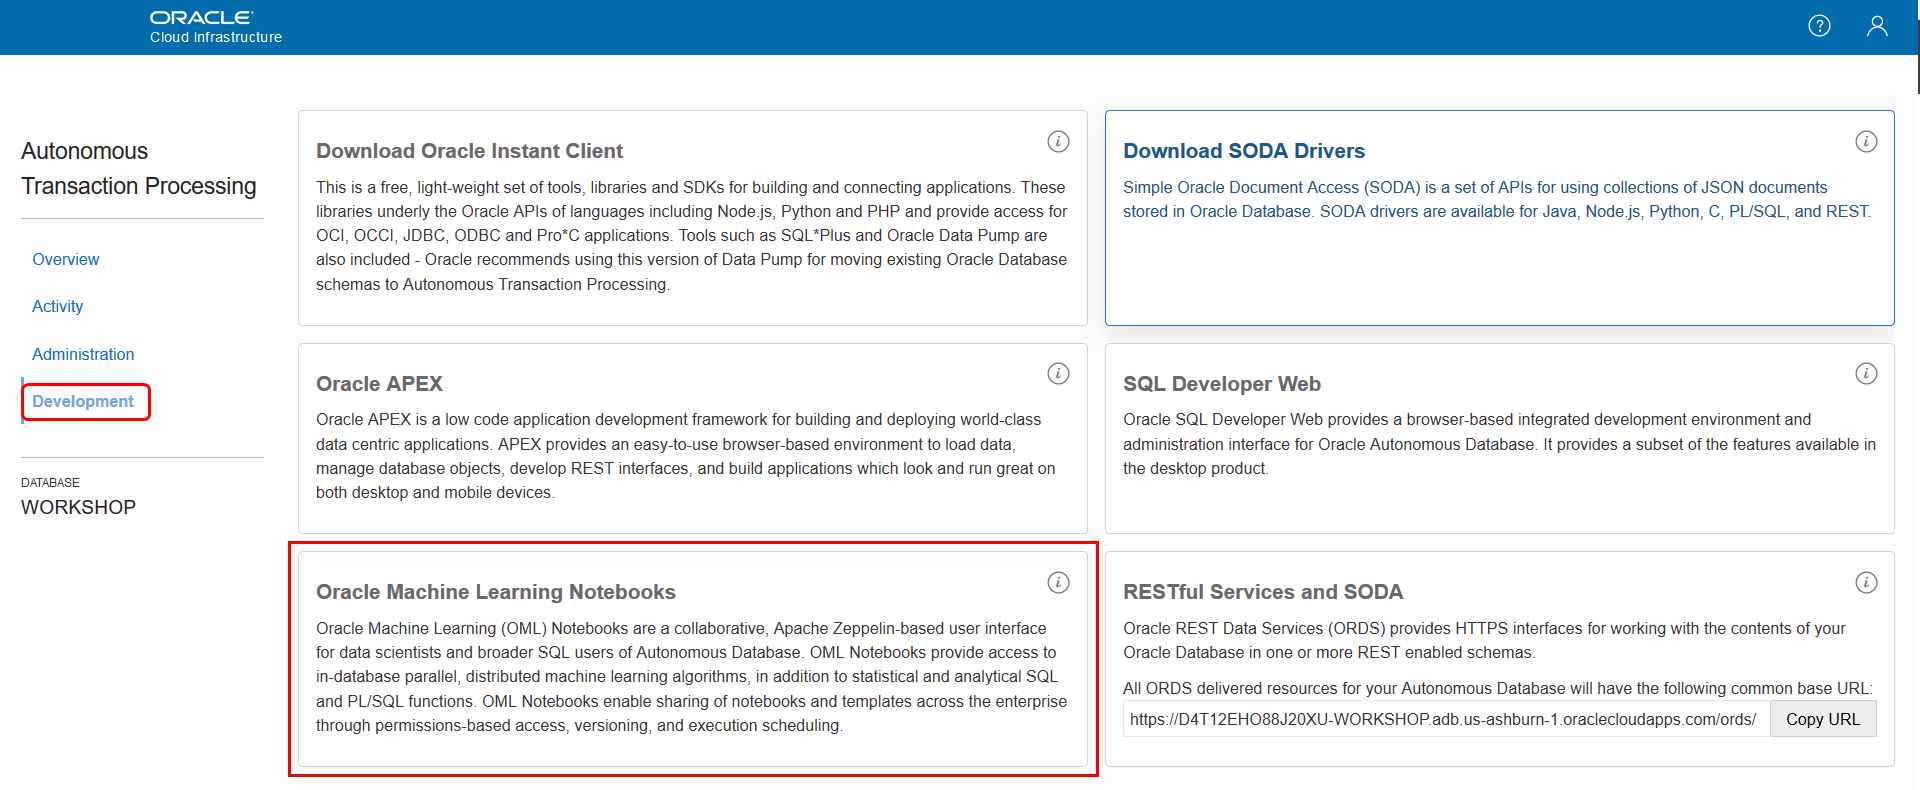 ORACLE
Cloud Infrastructure
Autonomous
Transaction Processing
Overview
Activity
Administration
Development
DATABASE
WORKSHOP
Download Oracle Instant Client
This is a free, light-weight set of tools, libraries and SDKs for building and connecting applications. These
libraries underly the Oracle APIs of languages including Node.js, Python and PHP and provide access for
OCI, OCCI, JDBC, ODBC and Pro*C applications. Tools such as SQL*Plus and Oracle Data Pump are
also included - Oracle recommends using this version of Data Pump for moving existing Oracle Database
schemas to Autonomous Transaction Processing.
Download SODA Drivers
Simple Oracle Document Access (SODA) is a set of APIs for using collections of JSON documents
stored in Oracle Database. SODA drivers are available for Java, Node.js, Python, C, PL/SQL, and REST.
Oracle APEX
Oracle APEX is a low code application development framework for building and deploying world-class
data centric applications. APEX provides an easy-to-use browser-based environment to load data,
manage database objects, develop REST interfaces, and build applications which look and run great on
both desktop and mobile devices.
SQL Developer Web
Oracle SQL Developer Web provides a browser-based integrated development environment and
administration interface for Oracle Autonomous Database. It provides a subset of the features available in
the desktop product.
Oracle Machine Learning Notebooks
Oracle Machine Learning (OML) Notebooks are a collaborative, Apache Zeppelin-based user interface
for data scientists and broader SQL users of Autonomous Database. OML Notebooks provide access to
in-database parallel, distributed machine learning algorithms, in addition to statistical and analytical SQL
and PL/SQL functions. OML Notebooks enable sharing of notebooks and templates across the enterprise
through permissions-based access, versioning, and execution scheduling.
RESTful Services and SODA
Oracle REST Data Services (ORDS) provides HTTPS interfaces for working with the contents of your
Oracle Database in one or more REST enabled schemas.
All ORDS delivered resources for your Autonomous Database will have the following common base URL:
https://D4T12EHO88J20XU-WORKSHOP.adb.us-ashburn-1.oraclecloudapps.com/ords/
Copy URL